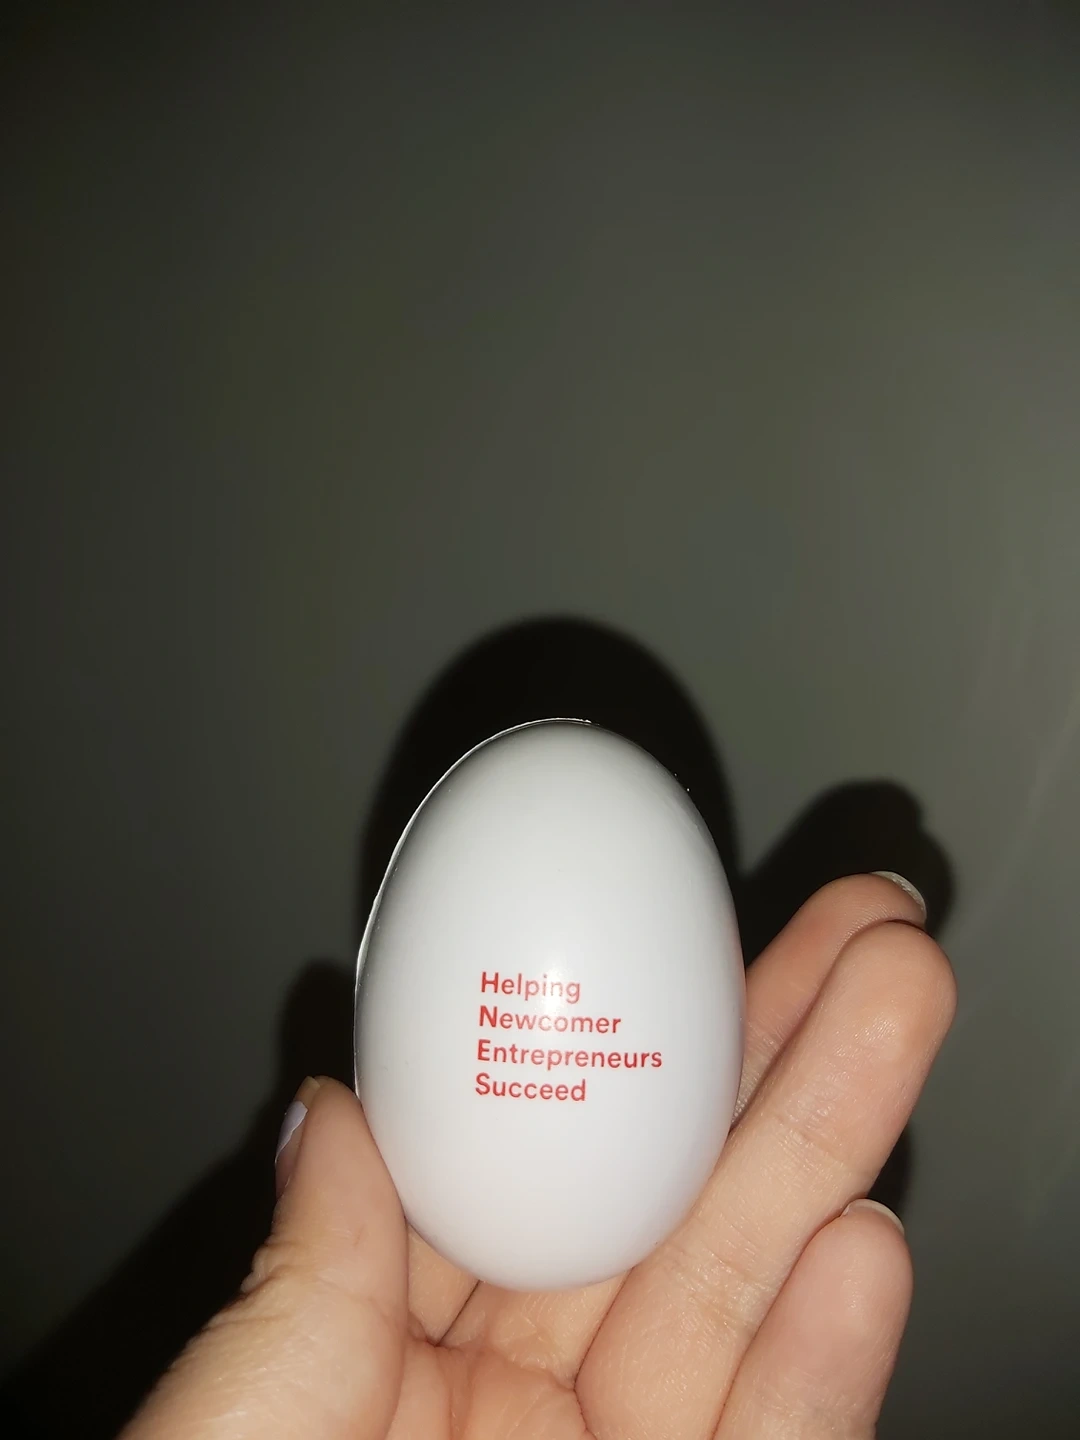 Helping
Newcomer
Entrepreneurs
Succeed